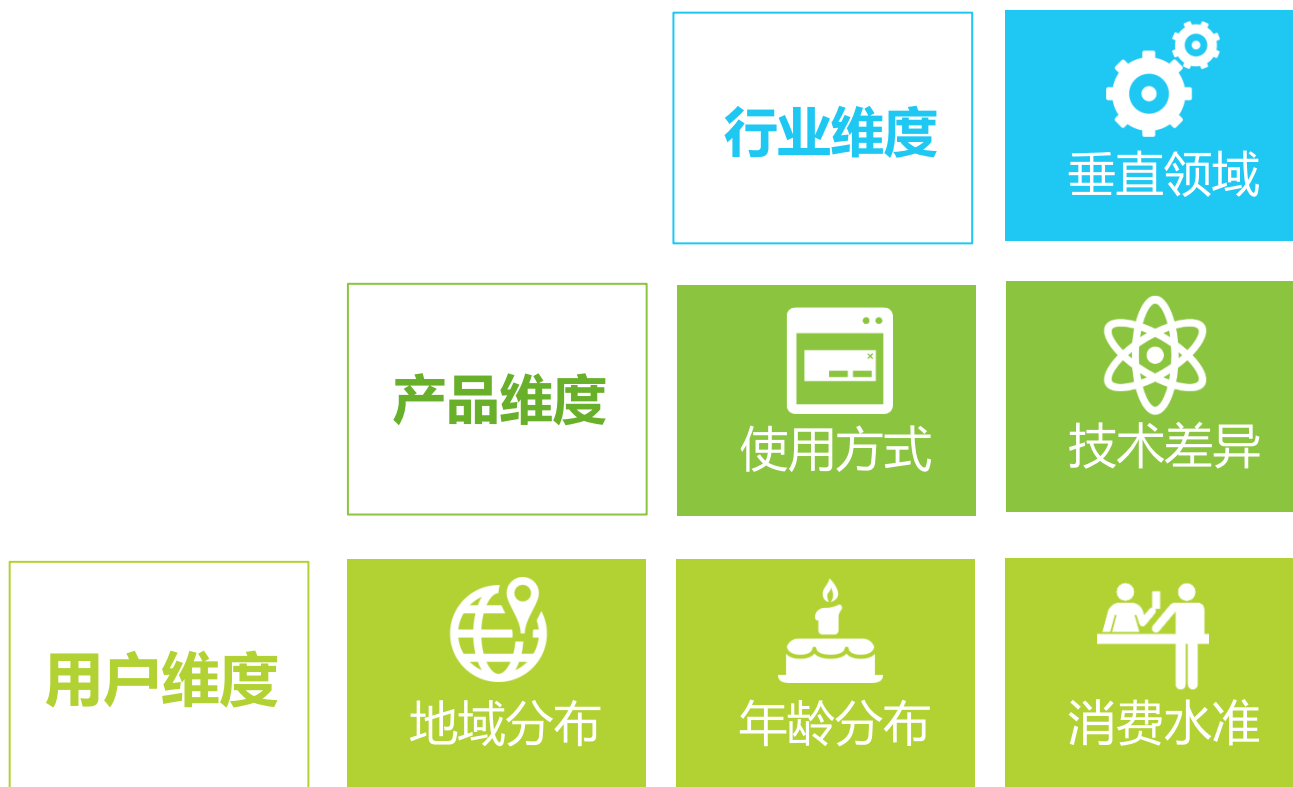 行业维度
垂直领域
产品维度
使用方式
技术差异
用户维度
地域分布
年龄分布
消费水准